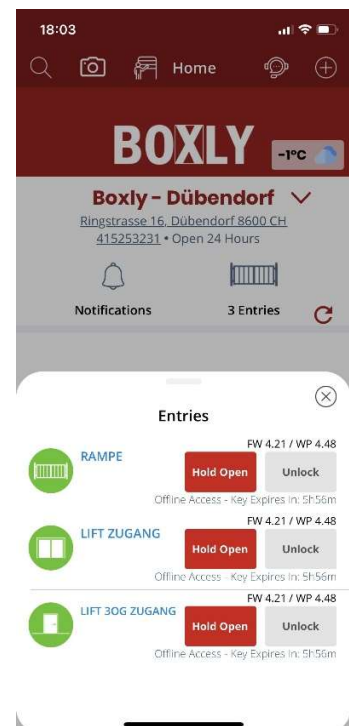 18:03
Home
BOXLY
-1°C
Boxly - Dübendorf
Ringstrasse 16, Dübendorf 8600 CH
415253231 • Open 24 Hours
Notifications
3 Entries
Entries
FW 4.21 / WP 4.48
RAMPE
Hold Open
Unlock
Offline Access - Key Expires In: 5h56m
FW 4.21 / WP 4.48
LIFT ZUGANG
Hold Open
Unlock
Offline Access - Key Expires In: 5h56m
FW 4.21 / WP 4.48
LIFT 3OG ZUGANG
Hold Open
Unlock
Offline Access - Key Expires In: 5h56m